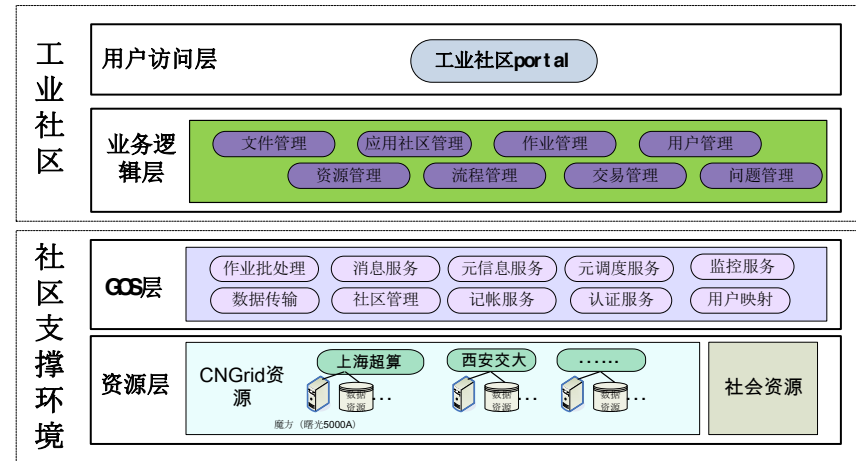 工业社区
用户访问层
工业社区portal
业务逻辑层
文件管理
应用社区管理
作业管理
用户管理
资源管理
流程管理
交易管理
问题管理
社区支撑环境
GOS层
作业批处理
消息服务
元信息服务
元调度服务
监控服务
数据传输
社区管理
记帐服务
认证服务
用户映射
资源层
CNGrid资
源
上海超算
西安交大
......
数据
资源
...
数据
资源
...
数据
资源
...
魔方（曙光5000A）
社会资源